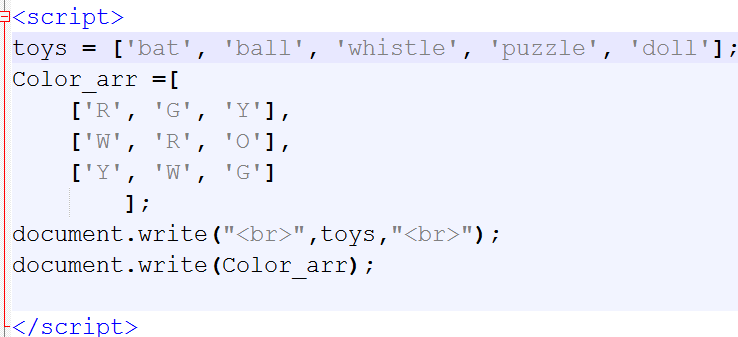 <script>
toys = ['bat', 'ball', 'whistle', 'puzzle', 'doll'];
Color_arr =[
['R', 'G', 'Y'],
['W', 'R', 'O'],
['Y', 'W', 'G']
];
document.write("<br>",toys,"<br>");
document.write(Color_arr);
</script>